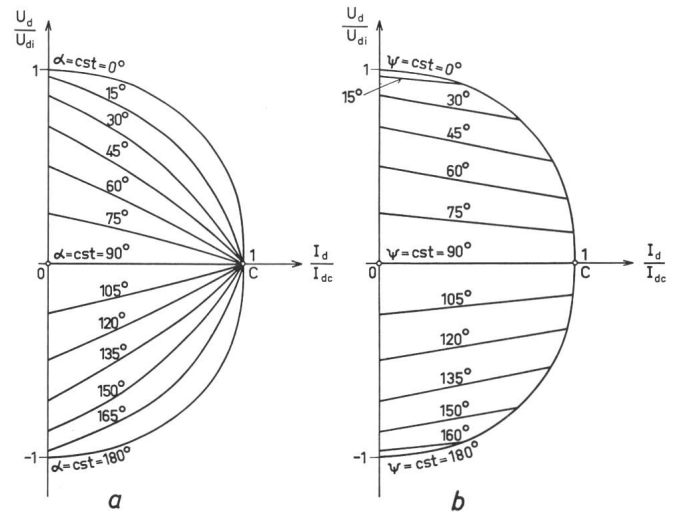 U_d
U_di
1
α=cst=0°
15°
30°
45°
60°
75°
α=cst=90°
0
1
C
I_d
I_dc
105°
120°
135°
150°
165°
-1
α=cst=180°
a
U_d
U_di
1
ψ=cst=0°
15°
30°
45°
60°
75°
ψ=cst=90°
0
1
C
I_d
I_dc
105°
120°
135°
150°
160°
-1
ψ=cst=180°
b